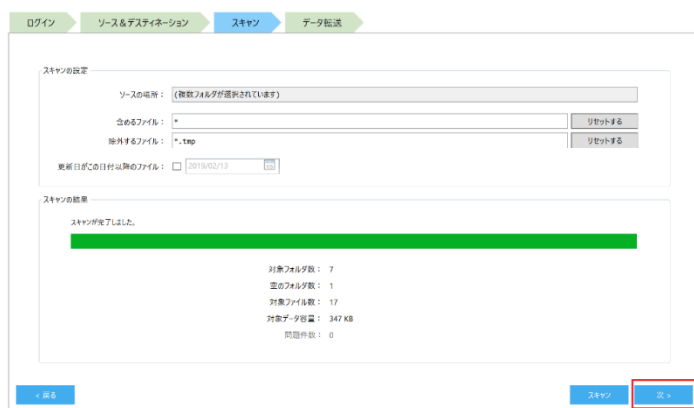 ログイン ソース＆デスティネーション スキャン データ転送
スキャンの設定
ソースの場所： (複数フォルダが選択されています)
含めるファイル： * リセットする
除外するファイル： *.tmp リセットする
更新日がこの日付以降のファイル： 2019/02/13
スキャンの結果
スキャンが完了しました。
対象フォルダ数： 7
空のフォルダ数： 1
対象ファイル数： 17
対象データ容量： 347 KB
問題件数： 0
< 戻る スキャン 次 >